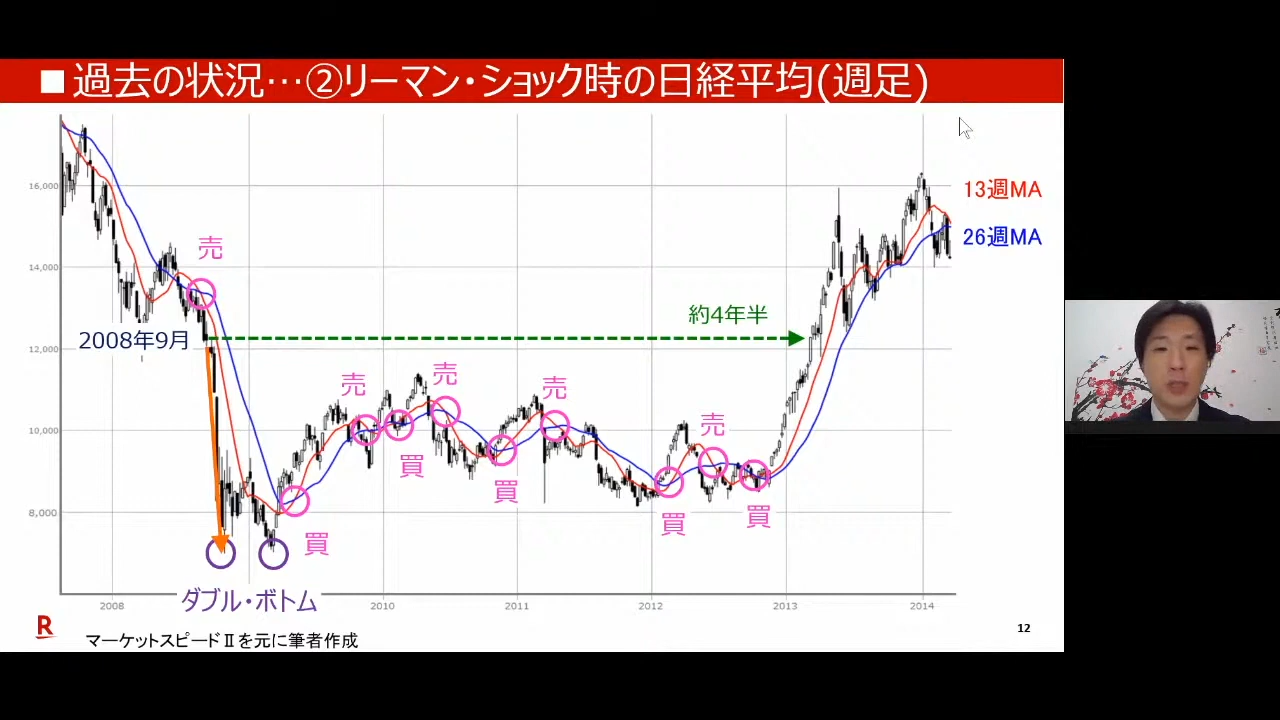 ■過去の状況…②リーマン・ショック時の日経平均(週足)
16,000
14,000
12,000
10,000
8,000
13週MA
26週MA
売
2008年9月
約4年半
売
売
売
売
買
買
買
買
買
ダブル・ボトム
2008
2010
2011
2012
2013
2014
R
マーケットスピードⅡを元に筆者作成
12